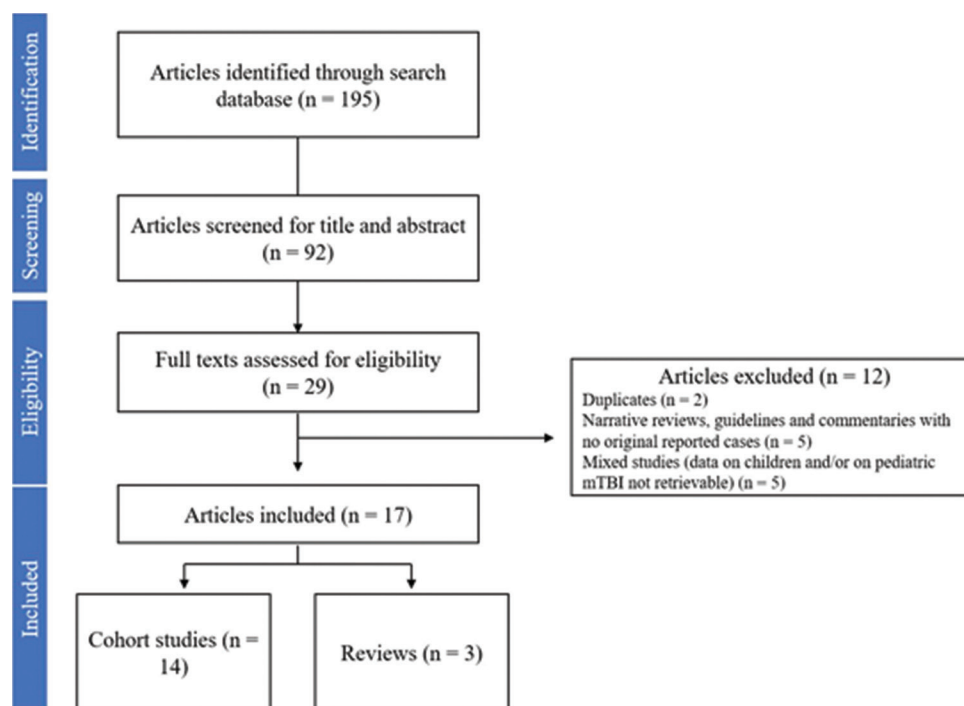 Identification
Articles identified through search
database (n = 195)
Screening
Articles screened for title and abstract
(n = 92)
Eligibility
Full texts assessed for eligibility
(n = 29)
Articles excluded (n = 12)
Duplicates (n = 2)
Narrative reviews, guidelines and commentaries with
no original reported cases (n = 5)
Mixed studies (data on children and/or on pediatric
mTBI not retrievable) (n = 5)
Included
Articles included (n = 17)
Cohort studies (n =
14)
Reviews (n = 3)